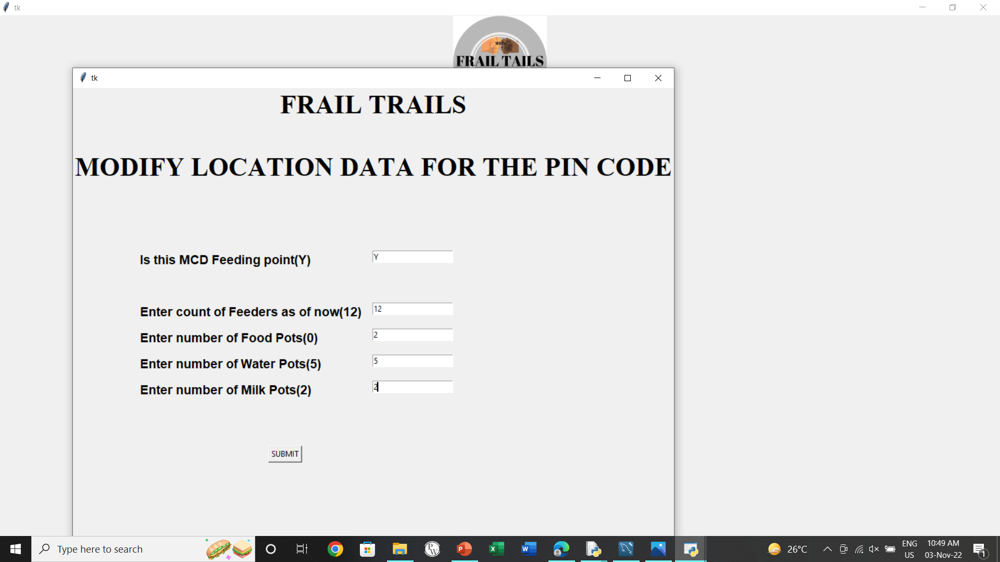 tk
with
FRAIL TAILS
tk
FRAIL TRAILS
MODIFY LOCATION DATA FOR THE PIN CODE
Is this MCD Feeding point(Y) Y
Enter count of Feeders as of now(12) 12
Enter number of Food Pots(0) 2
Enter number of Water Pots(5) 5
Enter number of Milk Pots(2) 2
SUBMIT
Type here to search
PW
P
X
W
26°C
ENG
US
10:49 AM
03-Nov-22
1